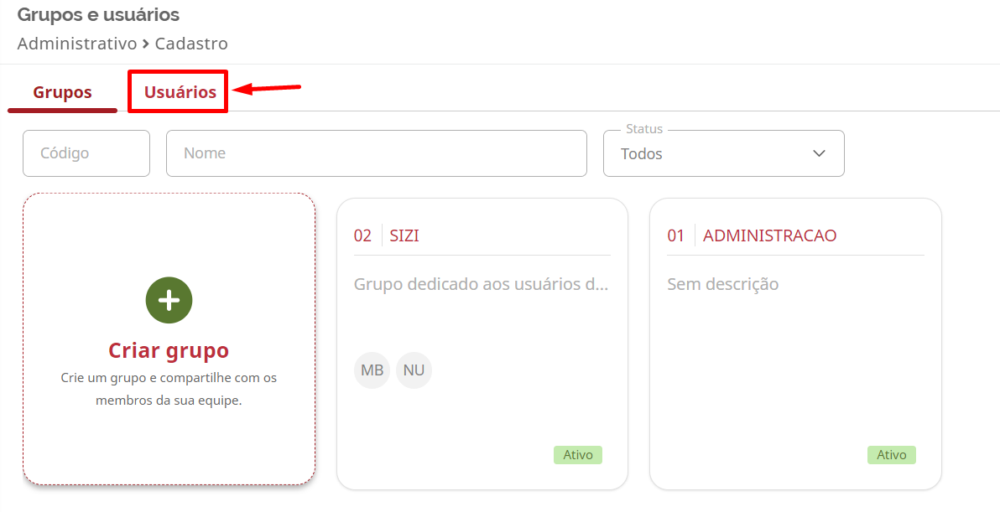 Grupos e usuários
Administrativo > Cadastro
Grupos
Usuários
Código
Nome
Status
Todos
Criar grupo
Crie um grupo e compartilhe com os
membros da sua equipe.
02 SIZI
Grupo dedicado aos usuários d...
MB NU
Ativo
01 ADMINISTRACAO
Sem descrição
Ativo